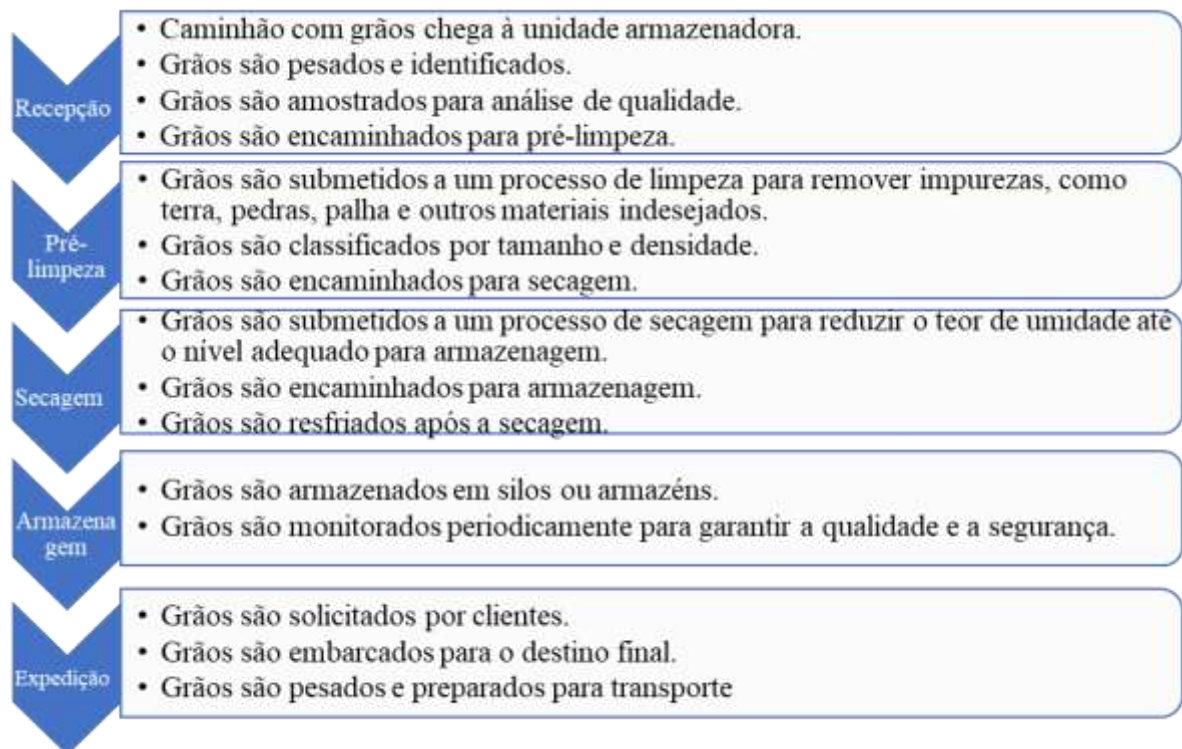 Recepção
• Caminhão com grãos chega à unidade armazenadora.
• Grãos são pesados e identificados.
• Grãos são amostrados para análise de qualidade.
• Grãos são encaminhados para pré-limpeza.
Pré-
limpeza
• Grãos são submetidos a um processo de limpeza para remover impurezas, como
terra, pedras, palha e outros materiais indesejados.
• Grãos são classificados por tamanho e densidade.
• Grãos são encaminhados para secagem.
Secagem
• Grãos são submetidos a um processo de secagem para reduzir o teor de umidade até
o nível adequado para armazenagem.
• Grãos são encaminhados para armazenagem.
• Grãos são resfriados após a secagem.
Armazena
gem
• Grãos são armazenados em silos ou armazéns.
• Grãos são monitorados periodicamente para garantir a qualidade e a segurança.
Expedição
• Grãos são solicitados por clientes.
• Grãos são embarcados para o destino final.
• Grãos são pesados e preparados para transporte